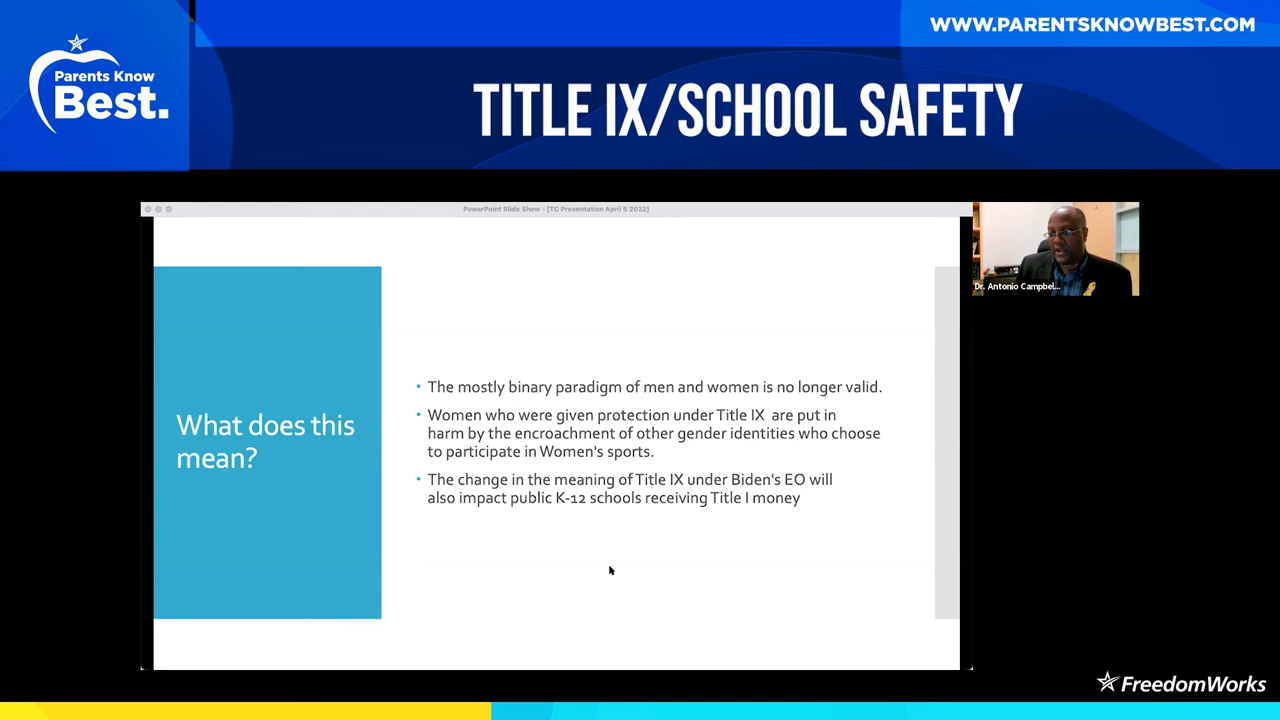 WWW.PARENTSKNOWBEST.COM
Parents Know
Best.
TITLE IX/SCHOOL SAFETY
PowerPoint Slide Show - [TC Presentation April 5 2022]
Dr. Antonio Campbel...
What does this
mean?
• The mostly binary paradigm of men and women is no longer valid.
• Women who were given protection under Title IX are put in
harm by the encroachment of other gender identities who choose
to participate in Women's sports.
• The change in the meaning of Title IX under Biden's EO will
also impact public K-12 schools receiving Title I money
FreedomWorks